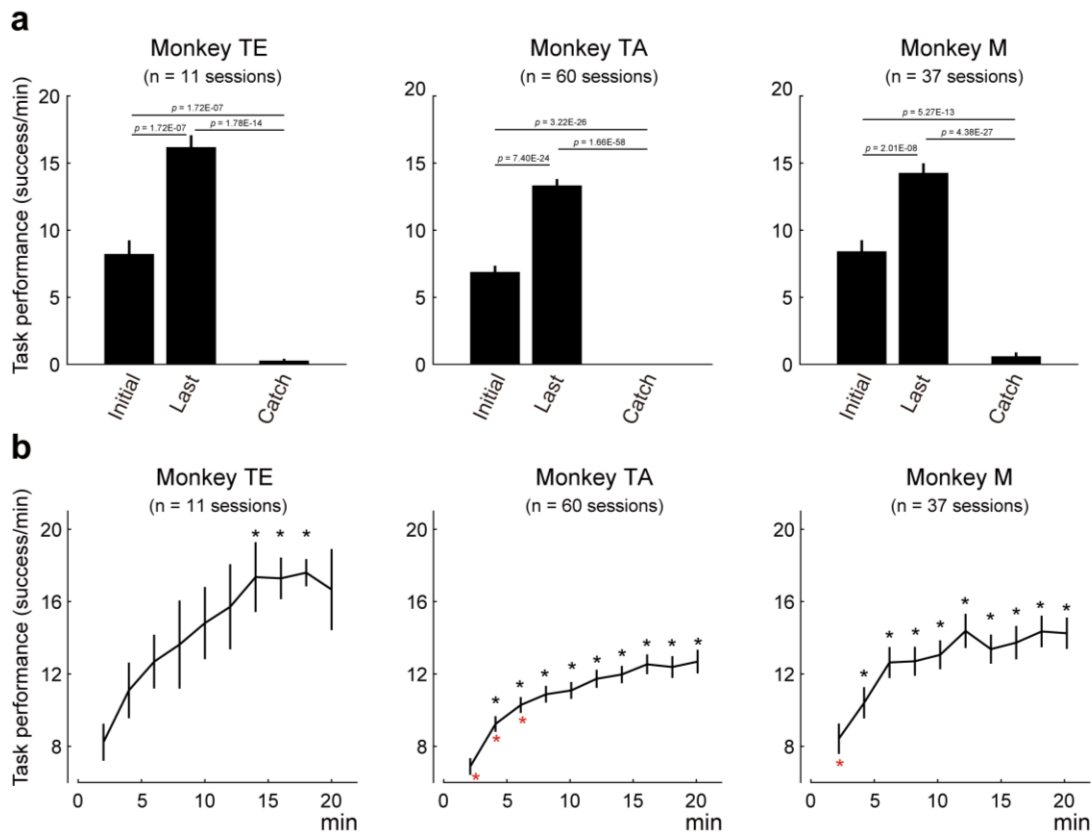 a
Monkey TE
(n = 11 sessions)
Task performance (success/min)
20
15
10
5
0
p = 1.72E-07
p = 1.72E-07
p = 1.78E-14
Initial
Last
Catch
Monkey TA
(n = 60 sessions)
20
15
10
5
0
p = 3.22E-26
p = 1.66E-58
p = 7.40E-24
Initial
Last
Catch
Monkey M
(n = 37 sessions)
20
15
10
5
0
p = 5.27E-13
p = 4.38E-27
p = 2.01E-08
Initial
Last
Catch
b
Monkey TE
(n = 11 sessions)
Task performance (success/min)
20
16
12
8
* * *
0 5 10 15 20
min
Monkey TA
(n = 60 sessions)
20
16
12
8
* * * * * * * * *
* * *
0 5 10 15 20
min
Monkey M
(n = 37 sessions)
20
16
12
8
* * * * * * * * *
*
0 5 10 15 20
min